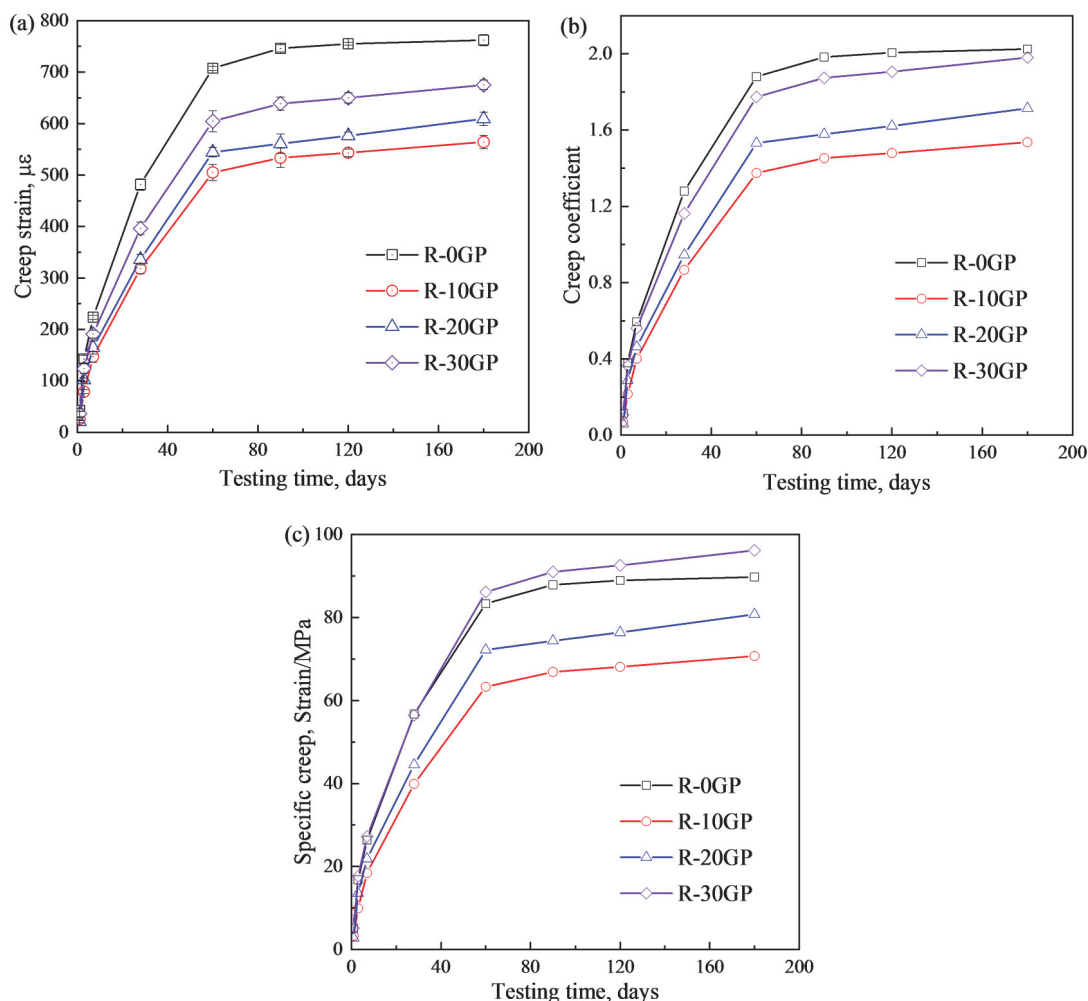 (a)
800
700
600
500
400
300
200
100
0
Creep strain, με
R-0GP
R-10GP
R-20GP
R-30GP
0 40 80 120 160 200
Testing time, days
(b)
2.0
1.6
1.2
0.8
0.4
0.0
Creep coefficient
R-0GP
R-10GP
R-20GP
R-30GP
0 40 80 120 160 200
Testing time, days
(c)
100
80
60
40
20
0
Specific creep, Strain/MPa
R-0GP
R-10GP
R-20GP
R-30GP
0 40 80 120 160 200
Testing time, days